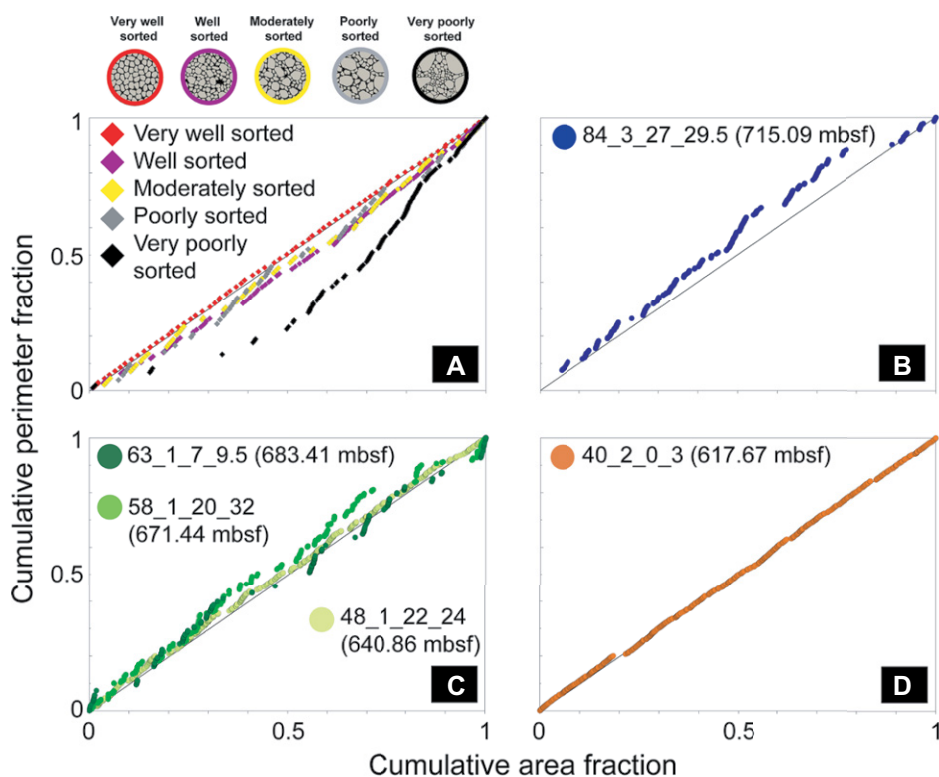 Very well
sorted
Well
sorted
Moderately
sorted
Poorly
sorted
Very poorly
sorted
Cumulative perimeter fraction
1
0.5
0
Very well sorted
Well sorted
Moderately sorted
Poorly sorted
Very poorly
sorted
A
84_3_27_29.5 (715.09 mbsf)
B
1
0.5
0
63_1_7_9.5 (683.41 mbsf)
58_1_20_32
(671.44 mbsf)
48_1_22_24
(640.86 mbsf)
C
40_2_0_3 (617.67 mbsf)
D
0
0.5
1
0
0.5
1
Cumulative area fraction